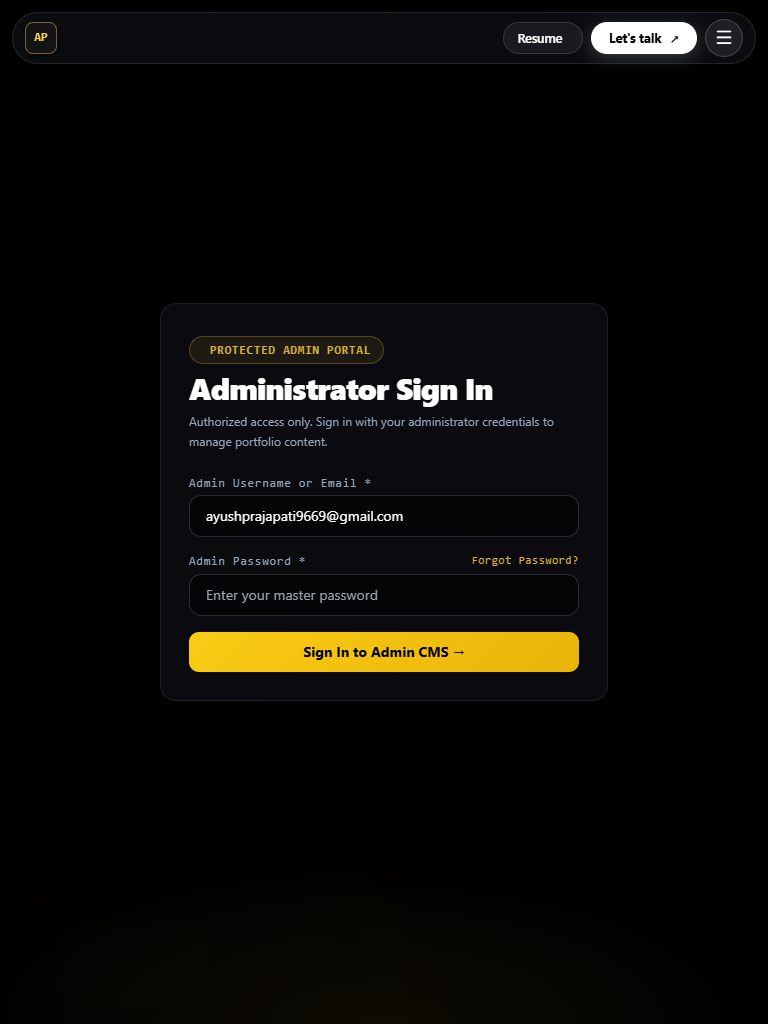 AP
Resume
Let's talk ↗
PROTECTED ADMIN PORTAL
Administrator Sign In
Authorized access only. Sign in with your administrator credentials to
manage portfolio content.
Admin Username or Email *
ayushprajapati9669@gmail.com
Admin Password *
Forgot Password?
Enter your master password
Sign In to Admin CMS →